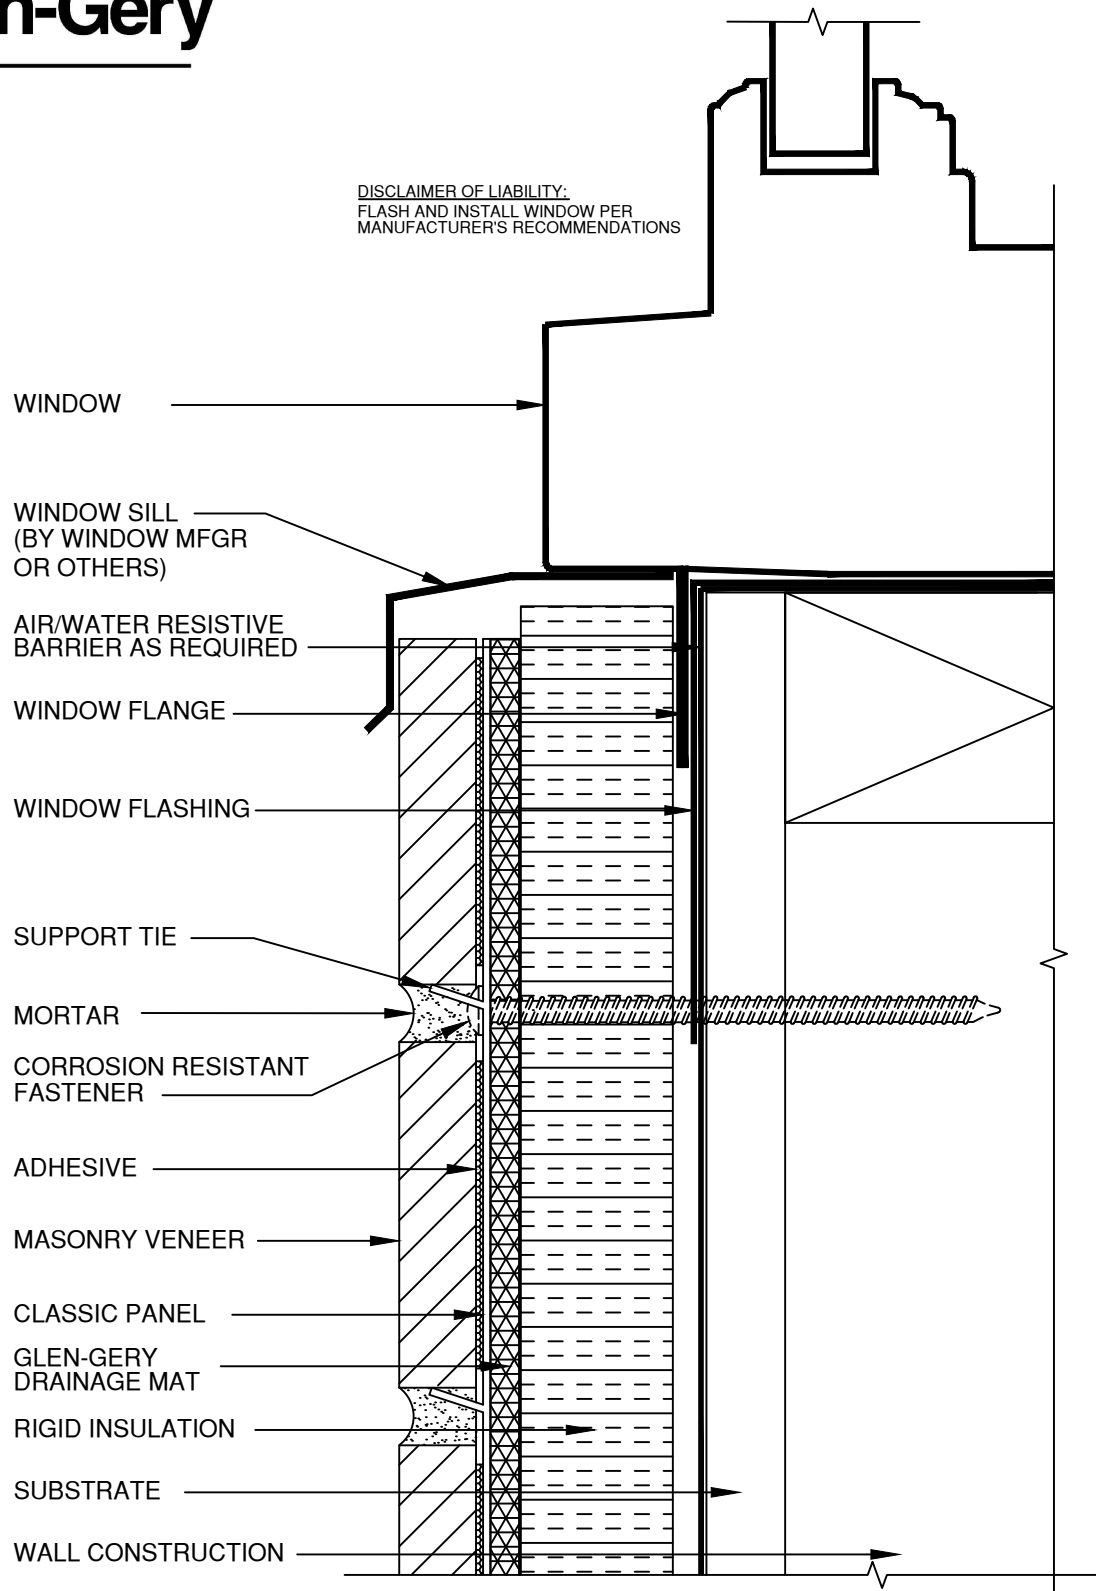 n-Gery
DISCLAIMER OF LIABILITY:
FLASH AND INSTALL WINDOW PER
MANUFACTURER'S RECOMMENDATIONS
WINDOW
WINDOW SILL
(BY WINDOW MFGR
OR OTHERS)
AIR/WATER RESISTIVE
BARRIER AS REQUIRED
WINDOW FLANGE
WINDOW FLASHING
SUPPORT TIE
MORTAR
CORROSION RESISTANT
FASTENER
ADHESIVE
MASONRY VENEER
CLASSIC PANEL
GLEN-GERY
DRAINAGE MAT
RIGID INSULATION
SUBSTRATE
WALL CONSTRUCTION